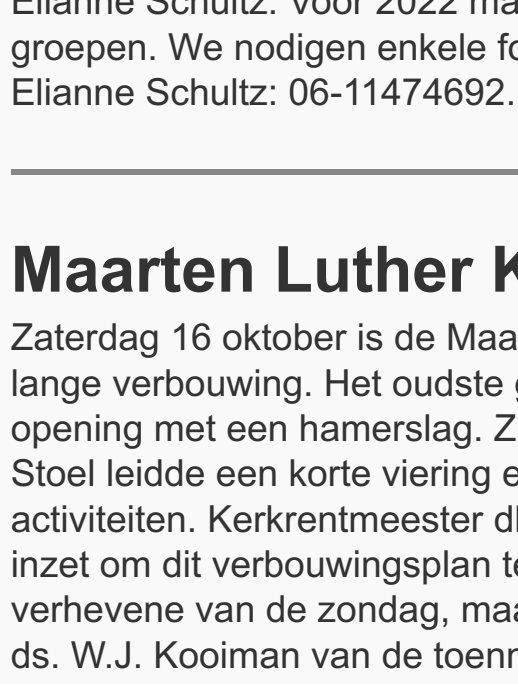 Elianne Schultz. Voor 2022
groepen. We nodigen enkele
Elianne Schultz: 06-11474692.
Maarten Luther
Zaterdag 16 oktober is de
lange verbouwing. Het oudste
opening met een hamerslag.
Stoel leidde een korte viering
activiteiten. Kerkrentmeester
inzet om dit verbouwingsplan
verhevene van de zondag,
ds. W.J. Kooiman van de